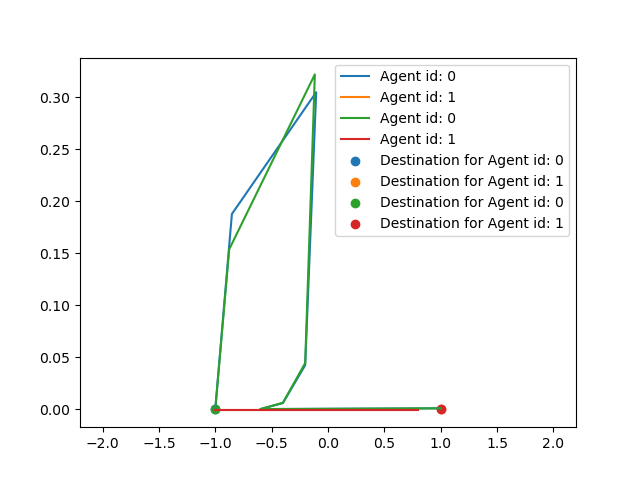 Agent id: 0
Agent id: 1
Agent id: 0
Agent id: 1
Destination for Agent id: 0
Destination for Agent id: 1
Destination for Agent id: 0
Destination for Agent id: 1
0.30
0.25
0.20
0.15
0.10
0.05
0.00
−2.0 −1.5 −1.0 −0.5 0.0 0.5 1.0 1.5 2.0